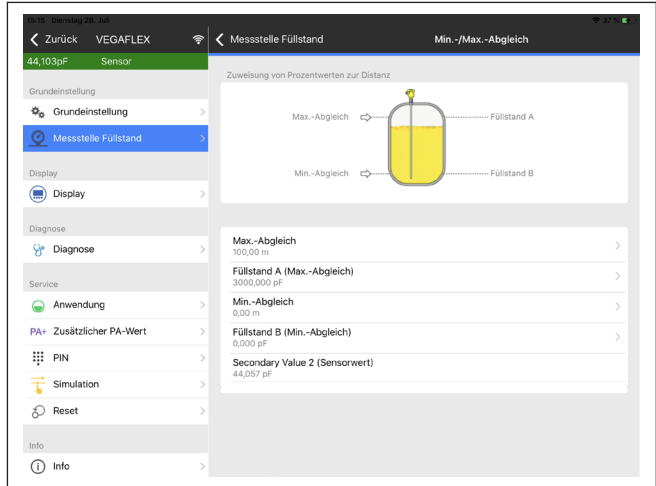 15:15 Dienstag 28. Juli
37 %
Zurück VEGAFLEX
Messstelle Füllstand
Min.-/Max.-Abgleich
44,103pF Sensor
Grundeinstellung
Grundeinstellung
Messstelle Füllstand
Display
Display
Diagnose
Diagnose
Service
Anwendung
PA+ Zusätzlicher PA-Wert
PIN
Simulation
Reset
Info
Info
Zuweisung von Prozentwerten zur Distanz
Max.-Abgleich Füllstand A
Min.-Abgleich Füllstand B
Max.-Abgleich
100,00 m
Füllstand A (Max.-Abgleich)
3000,000 pF
Min.-Abgleich
0,00 m
Füllstand B (Min.-Abgleich)
0,000 pF
Secondary Value 2 (Sensorwert)
44,057 pF